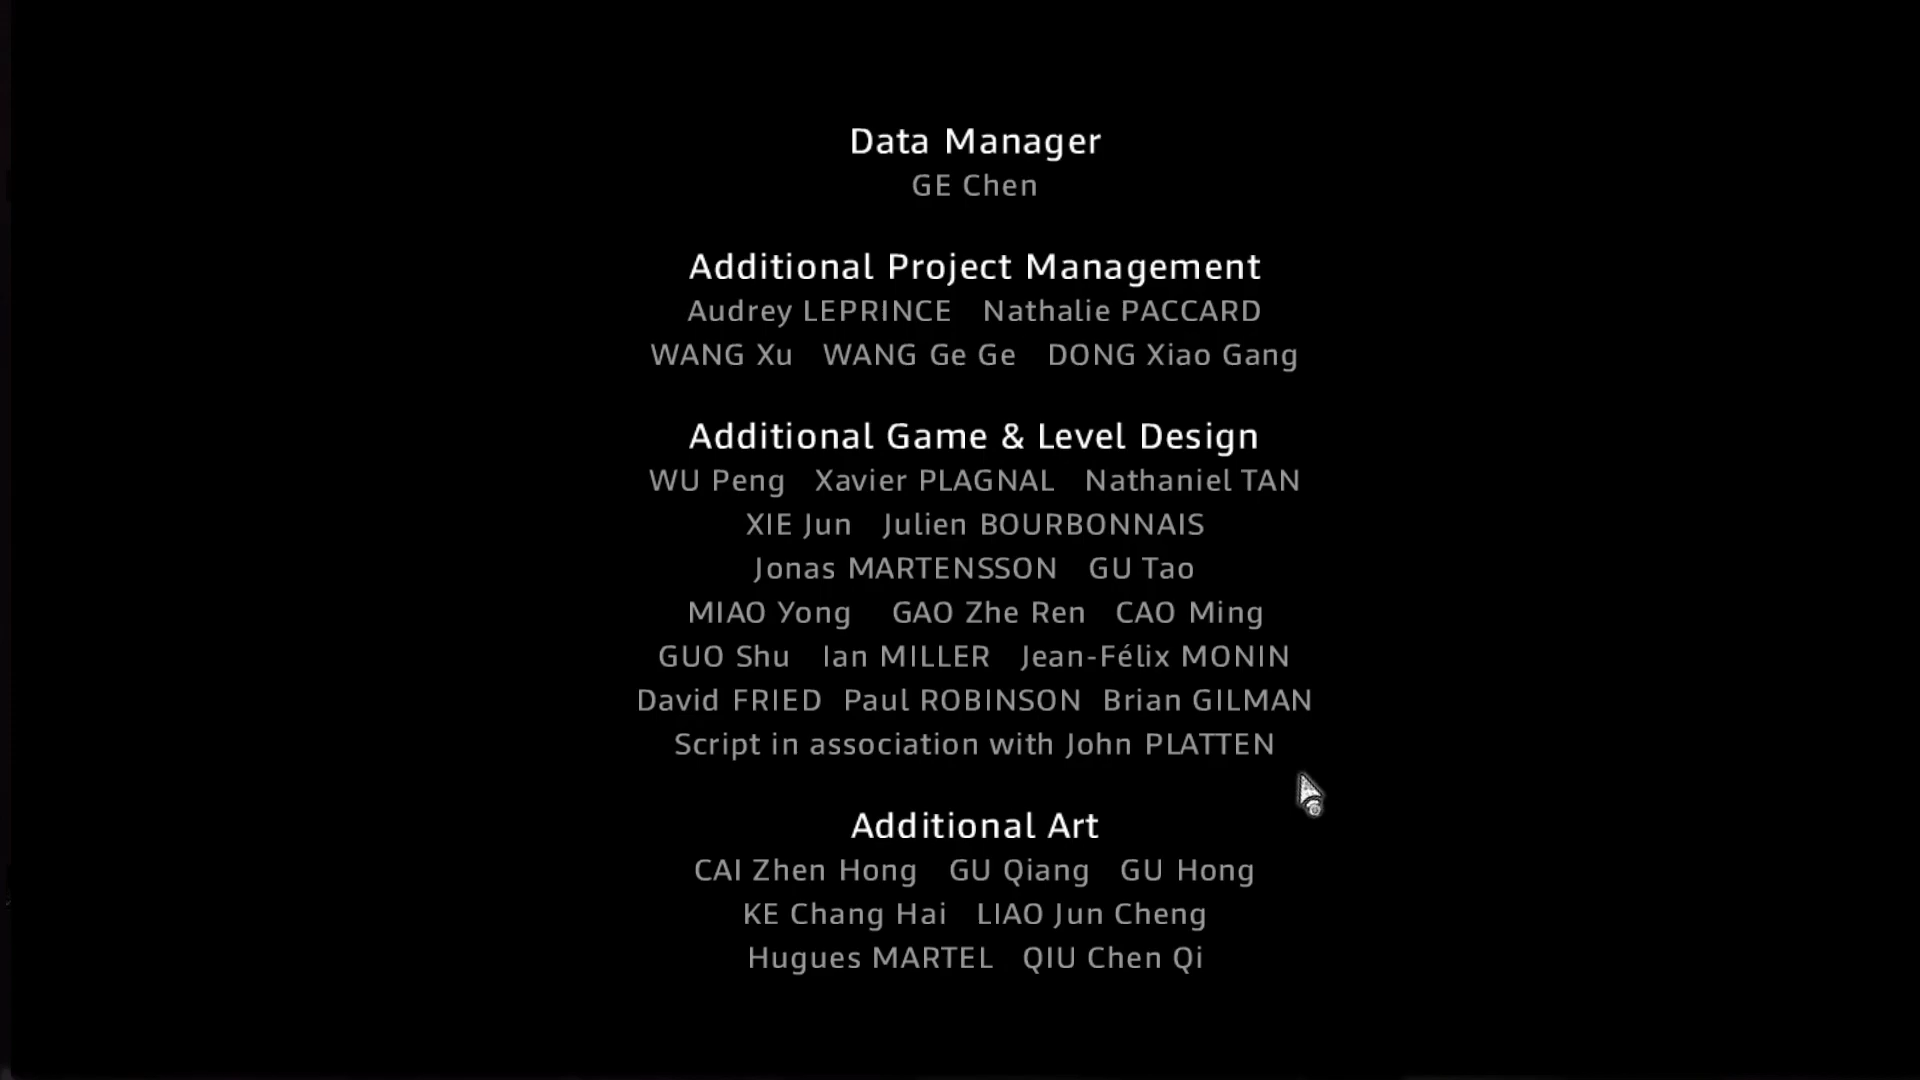 Data Manager
GE Chen
Additional Project Management
Audrey LEPRINCE Nathalie PACCARD
WANG Xu WANG Ge Ge DONG Xiao Gang
Additional Game & Level Design
WU Peng Xavier PLAGNAL Nathaniel TAN
XIE Jun Julien BOURBONNAIS
Jonas MARTENSSON GU Tao
MIAO Yong GAO Zhe Ren CAO Ming
GUO Shu Ian MILLER Jean-Félix MONIN
David FRIED Paul ROBINSON Brian GILMAN
Script in association with John PLATTEN
Additional Art
CAI Zhen Hong GU Qiang GU Hong
KE Chang Hai LIAO Jun Cheng
Hugues MARTEL QIU Chen Qi